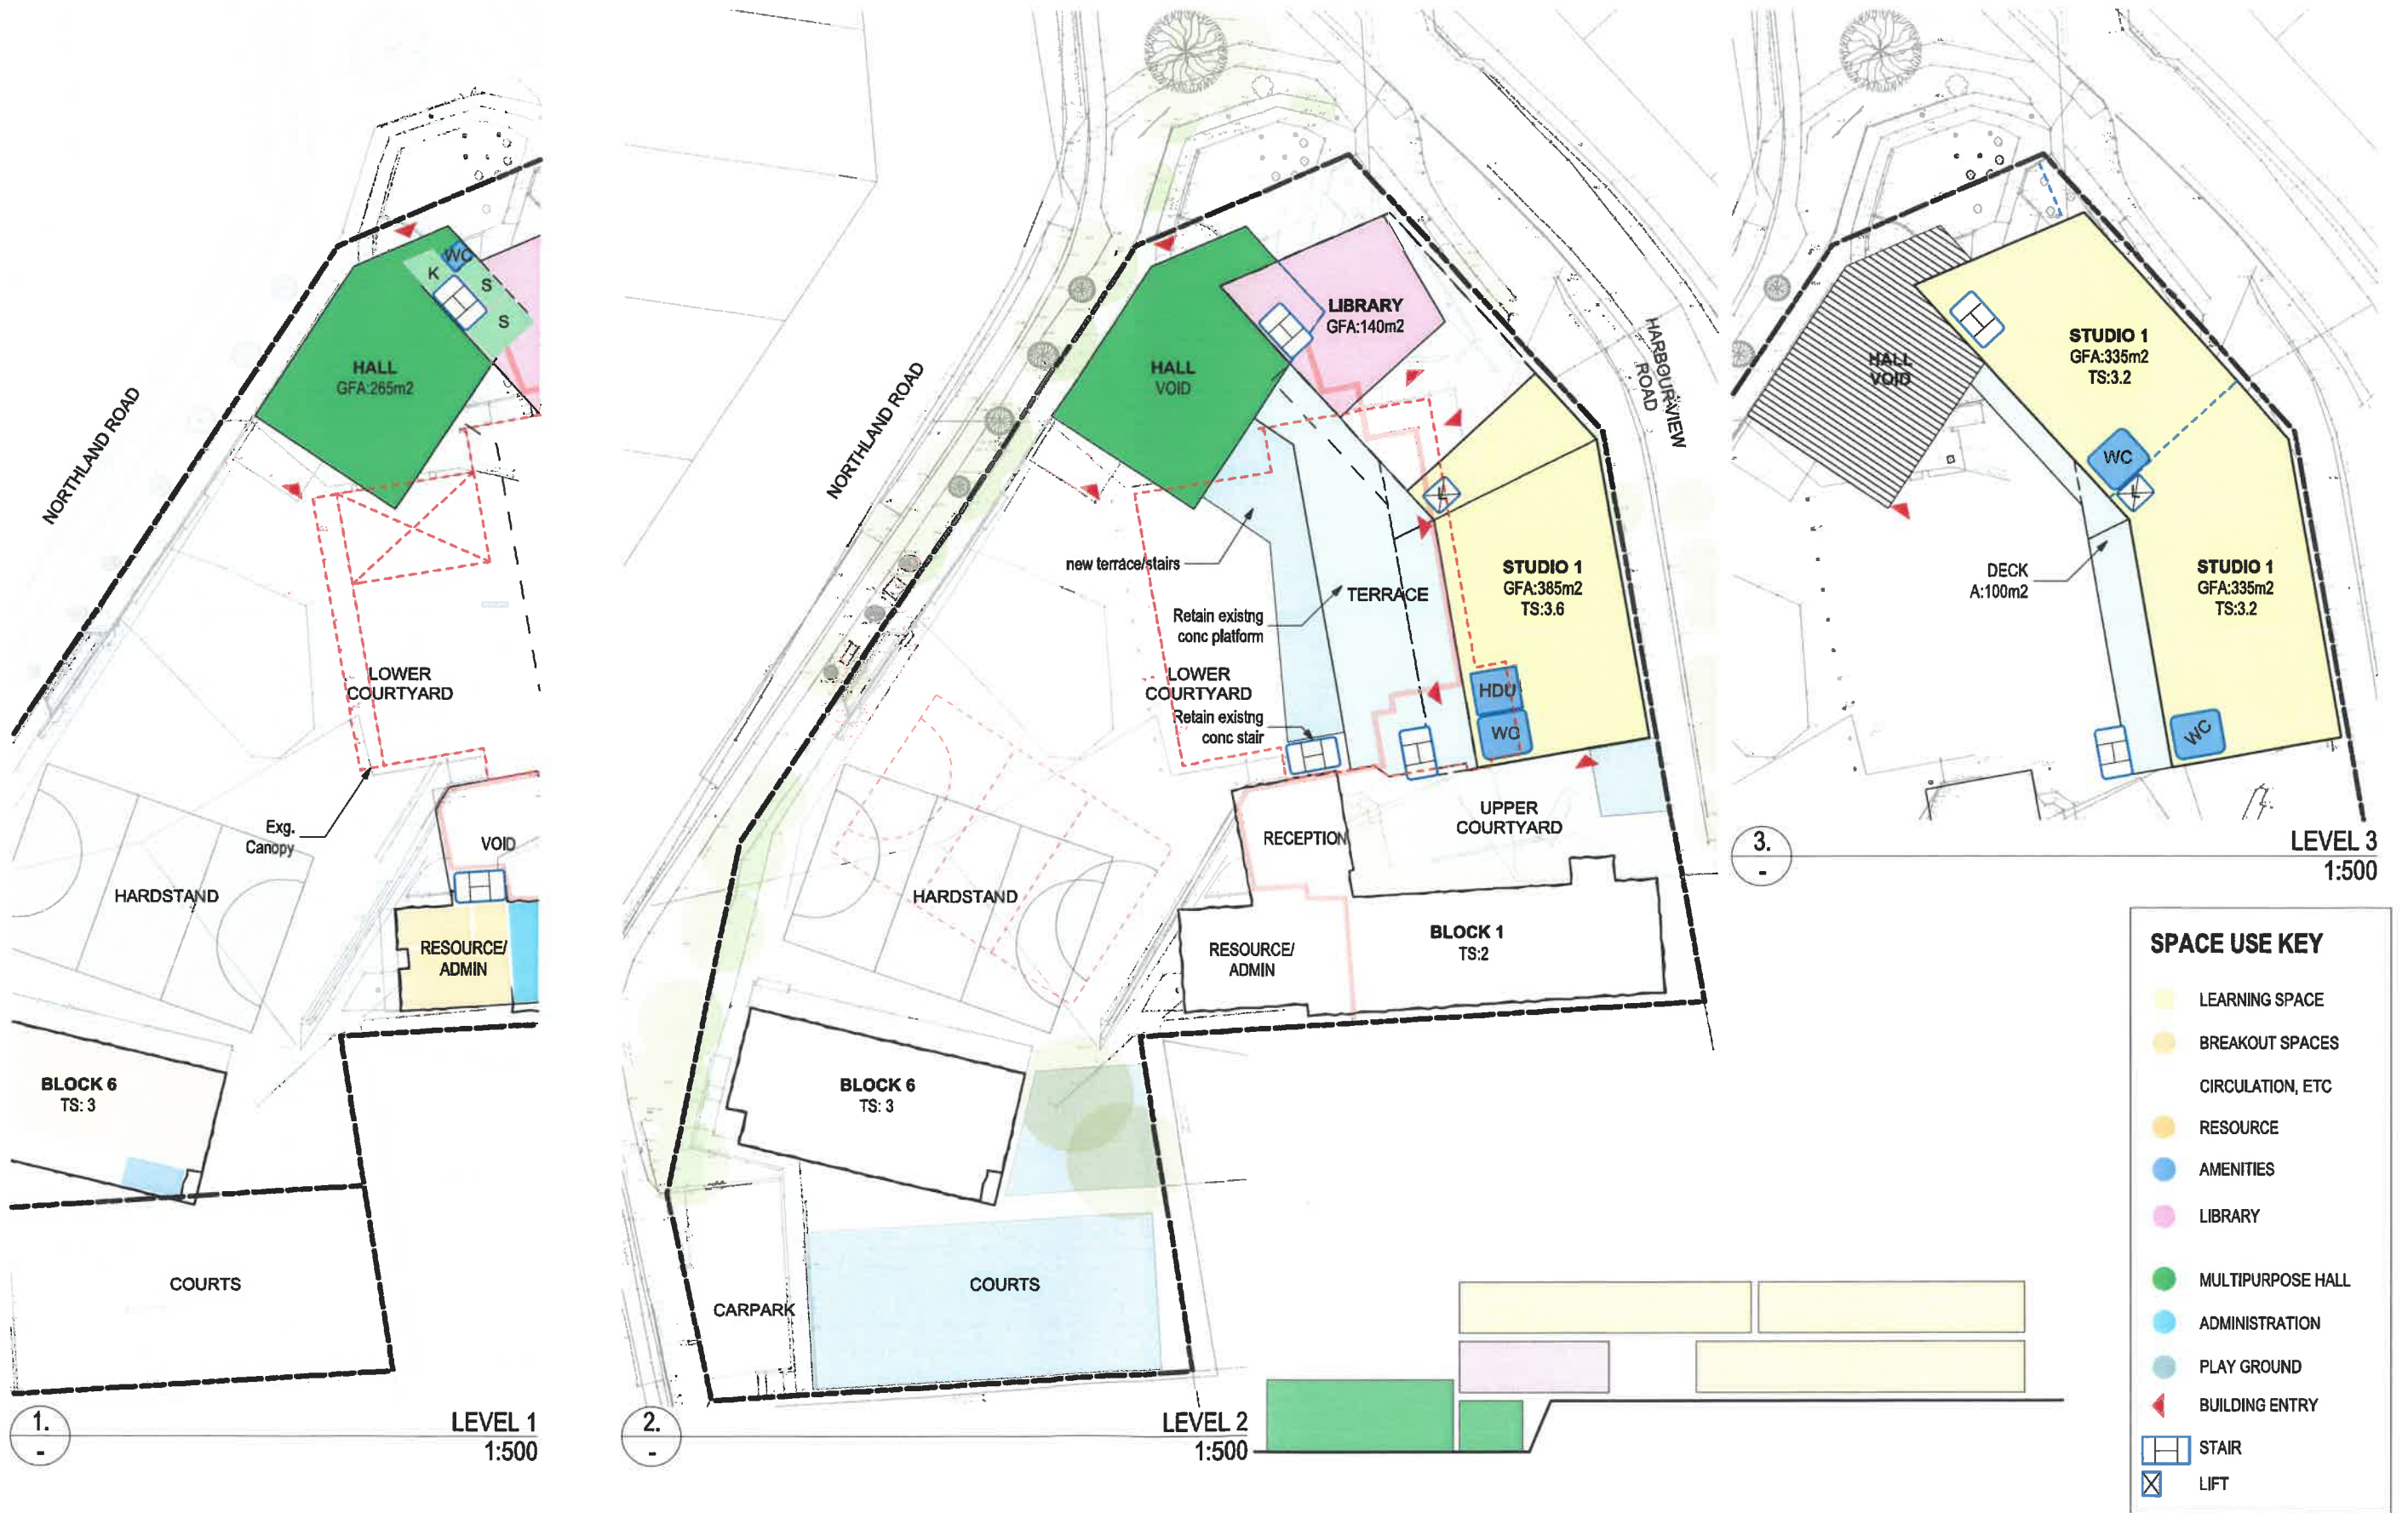 NORTHLAND ROAD
WC
K
S
S
HALL
GFA:265m2
LOWER
COURTYARD
Exg.
Canopy
VOID
HARDSTAND
RESOURCE/
ADMIN
BLOCK 6
TS: 3
COURTS
1.
-
LEVEL 1
1:500
NORTHLAND ROAD
HARBOUR VIEW
ROAD
LIBRARY
GFA:140m2
HALL
VOID
L
new terrace/stairs
TERRACE
STUDIO 1
GFA:385m2
TS:3.6
Retain existng
conc platform
LOWER
COURTYARD
Retain existng
conc stair
HDU
WC
UPPER
COURTYARD
RECEPTION
HARDSTAND
RESOURCE/
ADMIN
BLOCK 1
TS:2
BLOCK 6
TS: 3
COURTS
CARPARK
2.
-
LEVEL 2
1:500
STUDIO 1
GFA:335m2
TS:3.2
HALL
VOID
WC
L
DECK
A:100m2
STUDIO 1
GFA:335m2
TS:3.2
WC
3.
-
LEVEL 3
1:500
SPACE USE KEY
LEARNING SPACE
BREAKOUT SPACES
CIRCULATION, ETC
RESOURCE
AMENITIES
LIBRARY
MULTIPURPOSE HALL
ADMINISTRATION
PLAY GROUND
BUILDING ENTRY
STAIR
LIFT